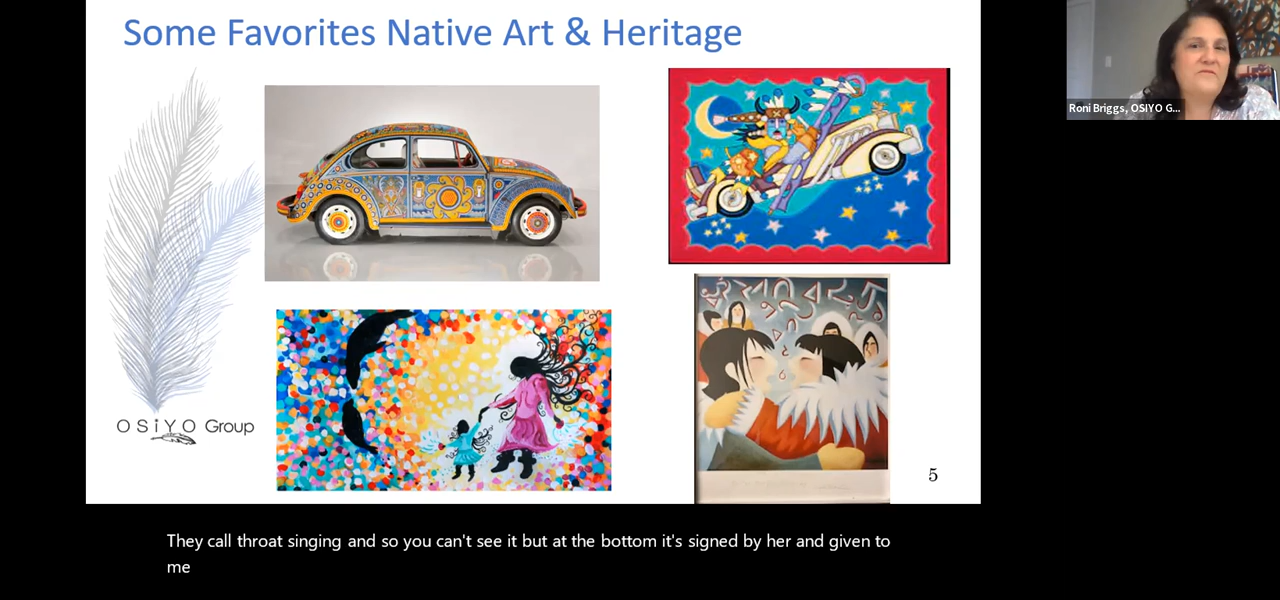 Some Favorites Native Art & Heritage
Roni Briggs, OSIYO G...
OSiYO Group
5
They call throat singing and so you can't see it but at the bottom it's signed by her and given to
me